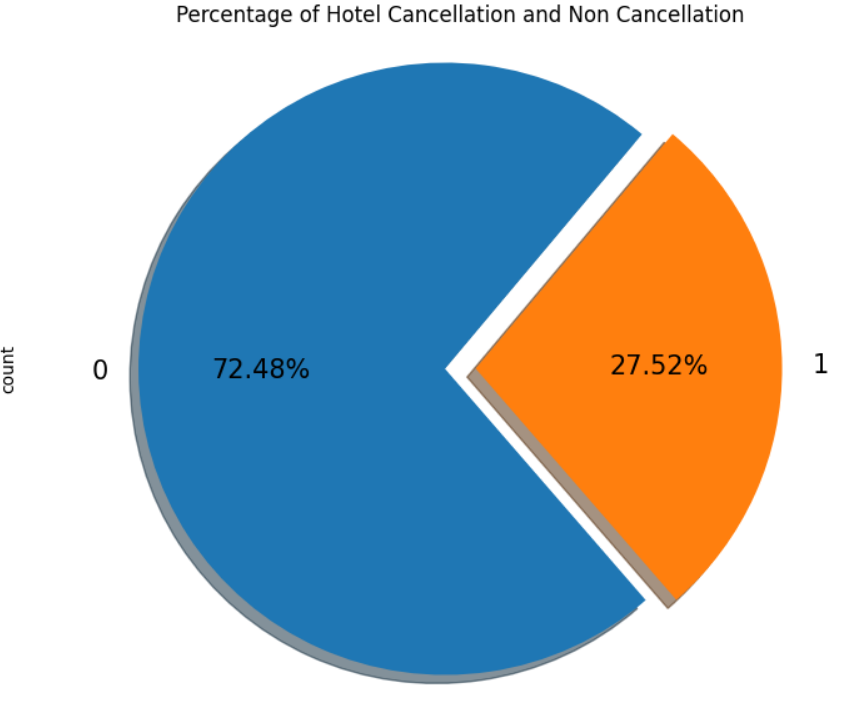 Percentage of Hotel Cancellation and Non Cancellation
count
0
72.48%
27.52%
1